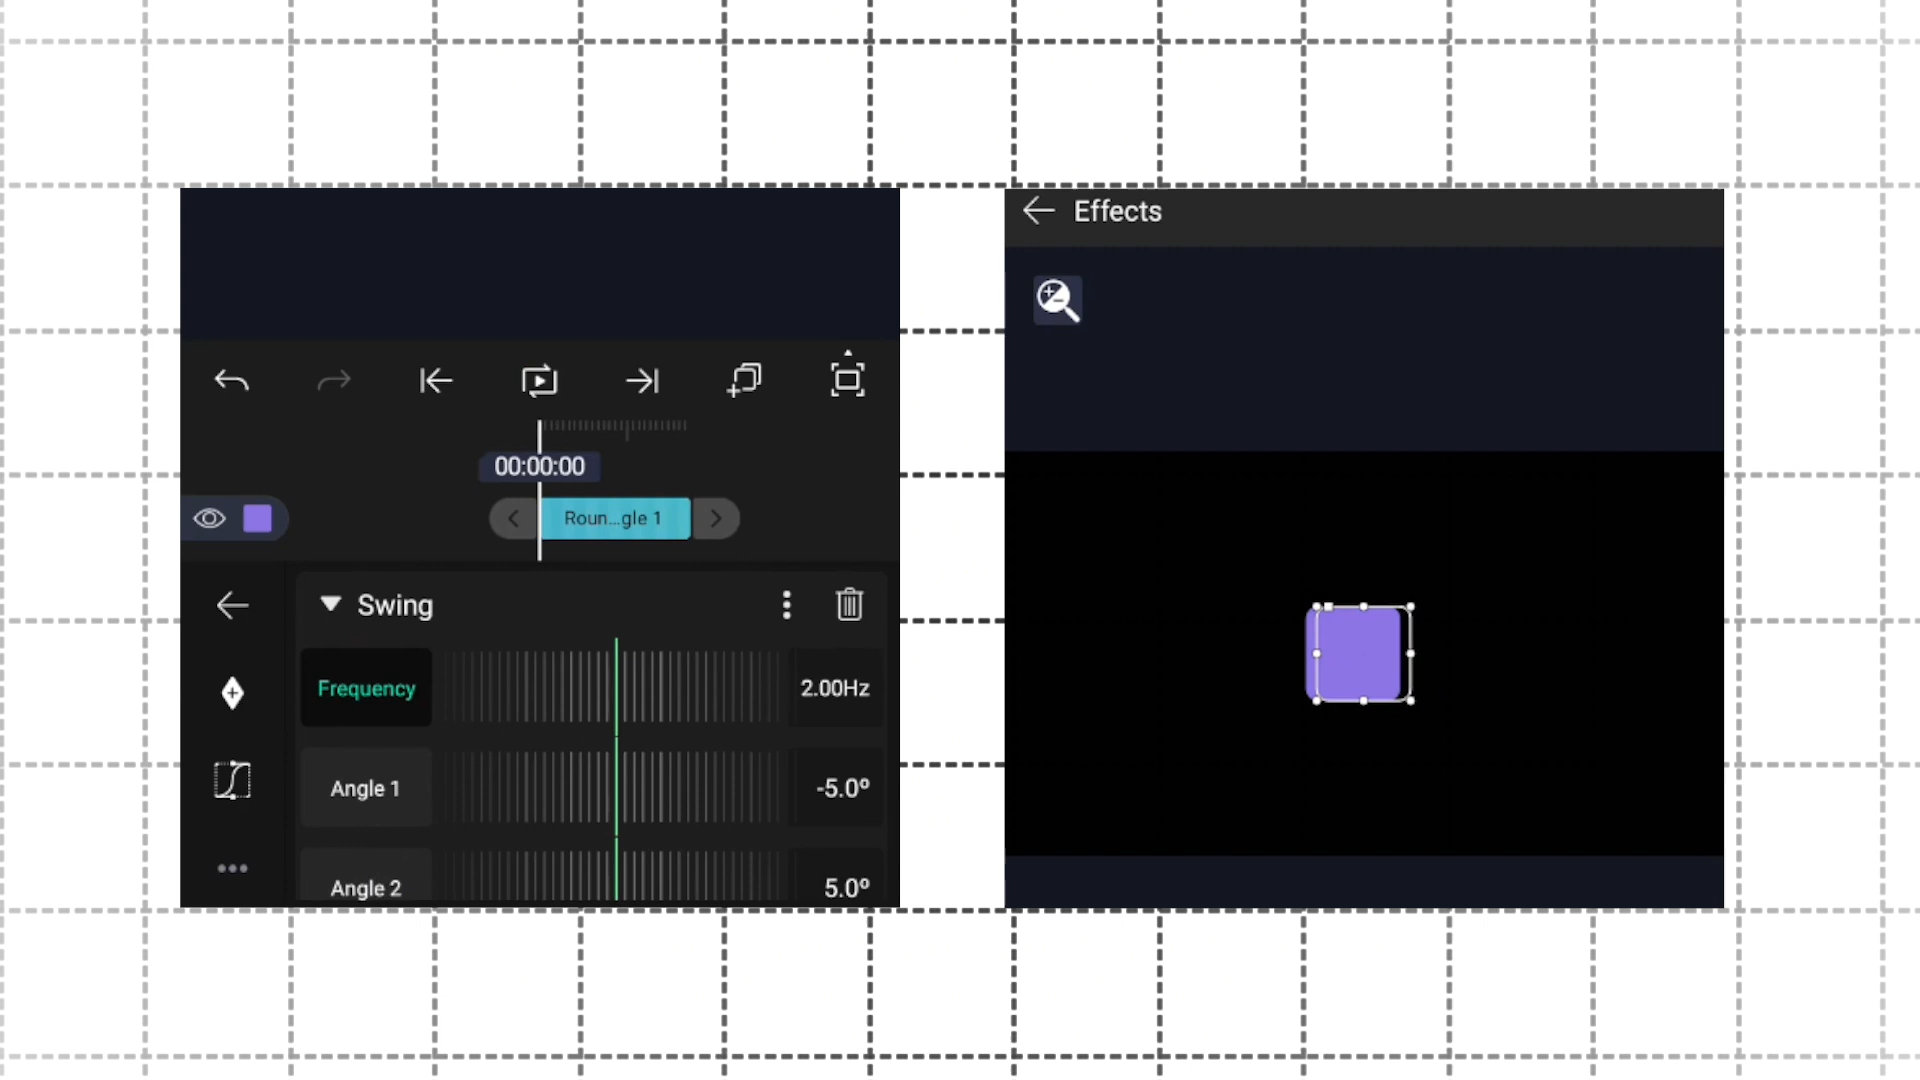 00:00:00
Roun...gle 1
Swing
Frequency
2.00Hz
Angle 1
-5.0º
Angle 2
5.0º
Effects